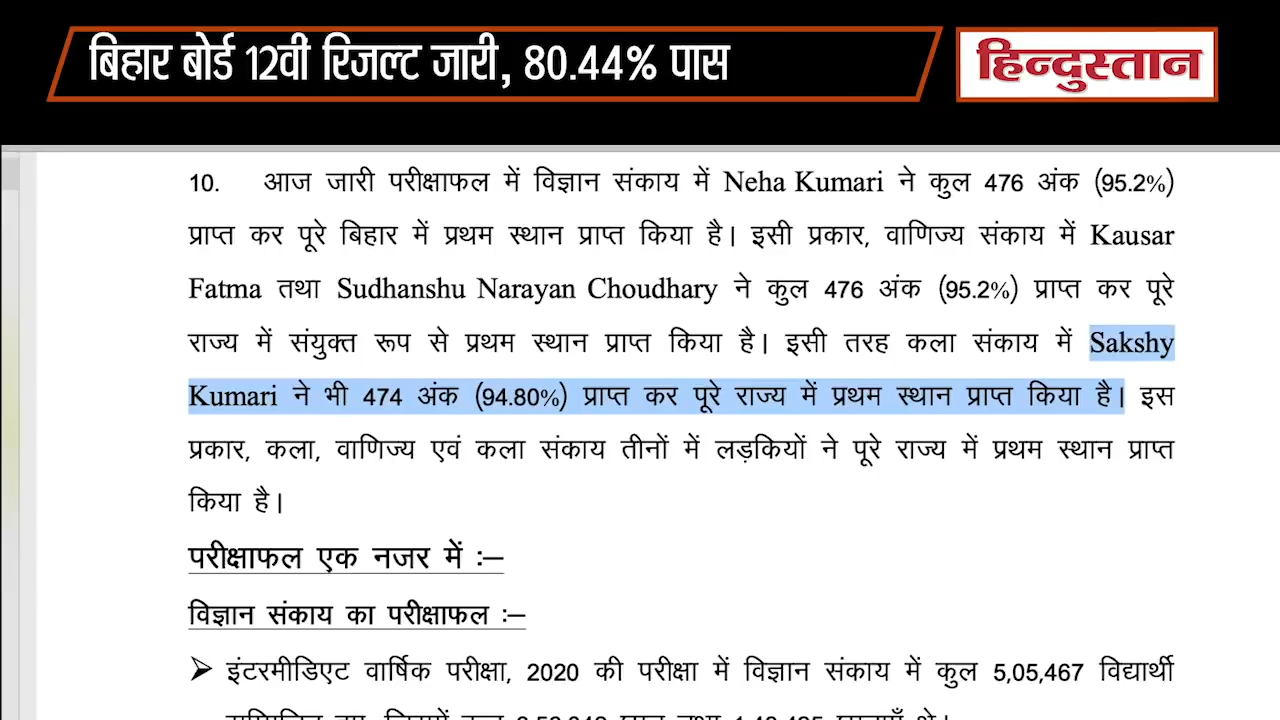 बिहार बोर्ड 12वी रिजल्ट जारी, 80.44% पास
हिन्दुस्तान
10. आज जारी परीक्षाफल में विज्ञान संकाय में Neha Kumari ने कुल 476 अंक (95.2%)
प्राप्त कर पूरे बिहार में प्रथम स्थान प्राप्त किया है। इसी प्रकार, वाणिज्य संकाय में Kausar
Fatma तथा Sudhanshu Narayan Choudhary ने कुल 476 अंक (95.2%) प्राप्त कर पूरे
राज्य में संयुक्त रूप से प्रथम स्थान प्राप्त किया है। इसी तरह कला संकाय में Sakshy
Kumari ने भी 474 अंक (94.80%) प्राप्त कर पूरे राज्य में प्रथम स्थान प्राप्त किया है। इस
प्रकार, कला, वाणिज्य एवं कला संकाय तीनों में लड़कियों ने पूरे राज्य में प्रथम स्थान प्राप्त
किया है।
परीक्षाफल एक नजर में :–
विज्ञान संकाय का परीक्षाफल :–
➢ इंटरमीडिएट वार्षिक परीक्षा, 2020 की परीक्षा में विज्ञान संकाय में कुल 5,05,467 विद्यार्थी